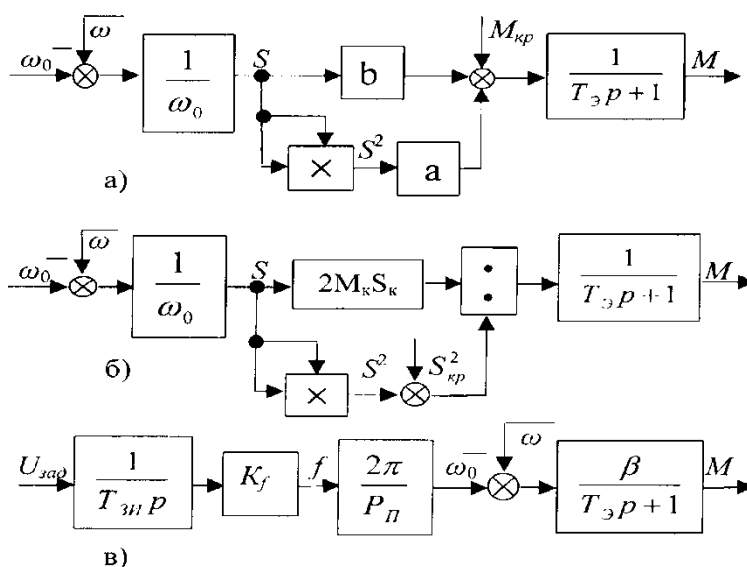 ω₀ − ω 1/ω₀ S b M_кр 1/(T_э p + 1) M
× S² a
а)
ω₀ − ω 1/ω₀ S 2M_кS_к : 1/(T_э p + 1) M
× S² S²_кр
б)
U_зад 1/(T_зи p) K_f f 2π/P_П ω₀ − ω β/(T_э p + 1) M
в)